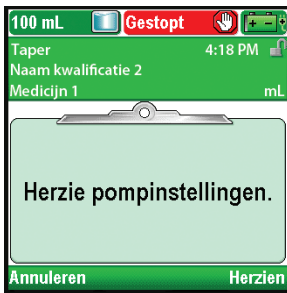 100 mL Gestopt
Taper 4:18 PM
Naam kwalificatie 2
Medicijn 1 mL
Herzie pompinstellingen.
Annuleren Herzien